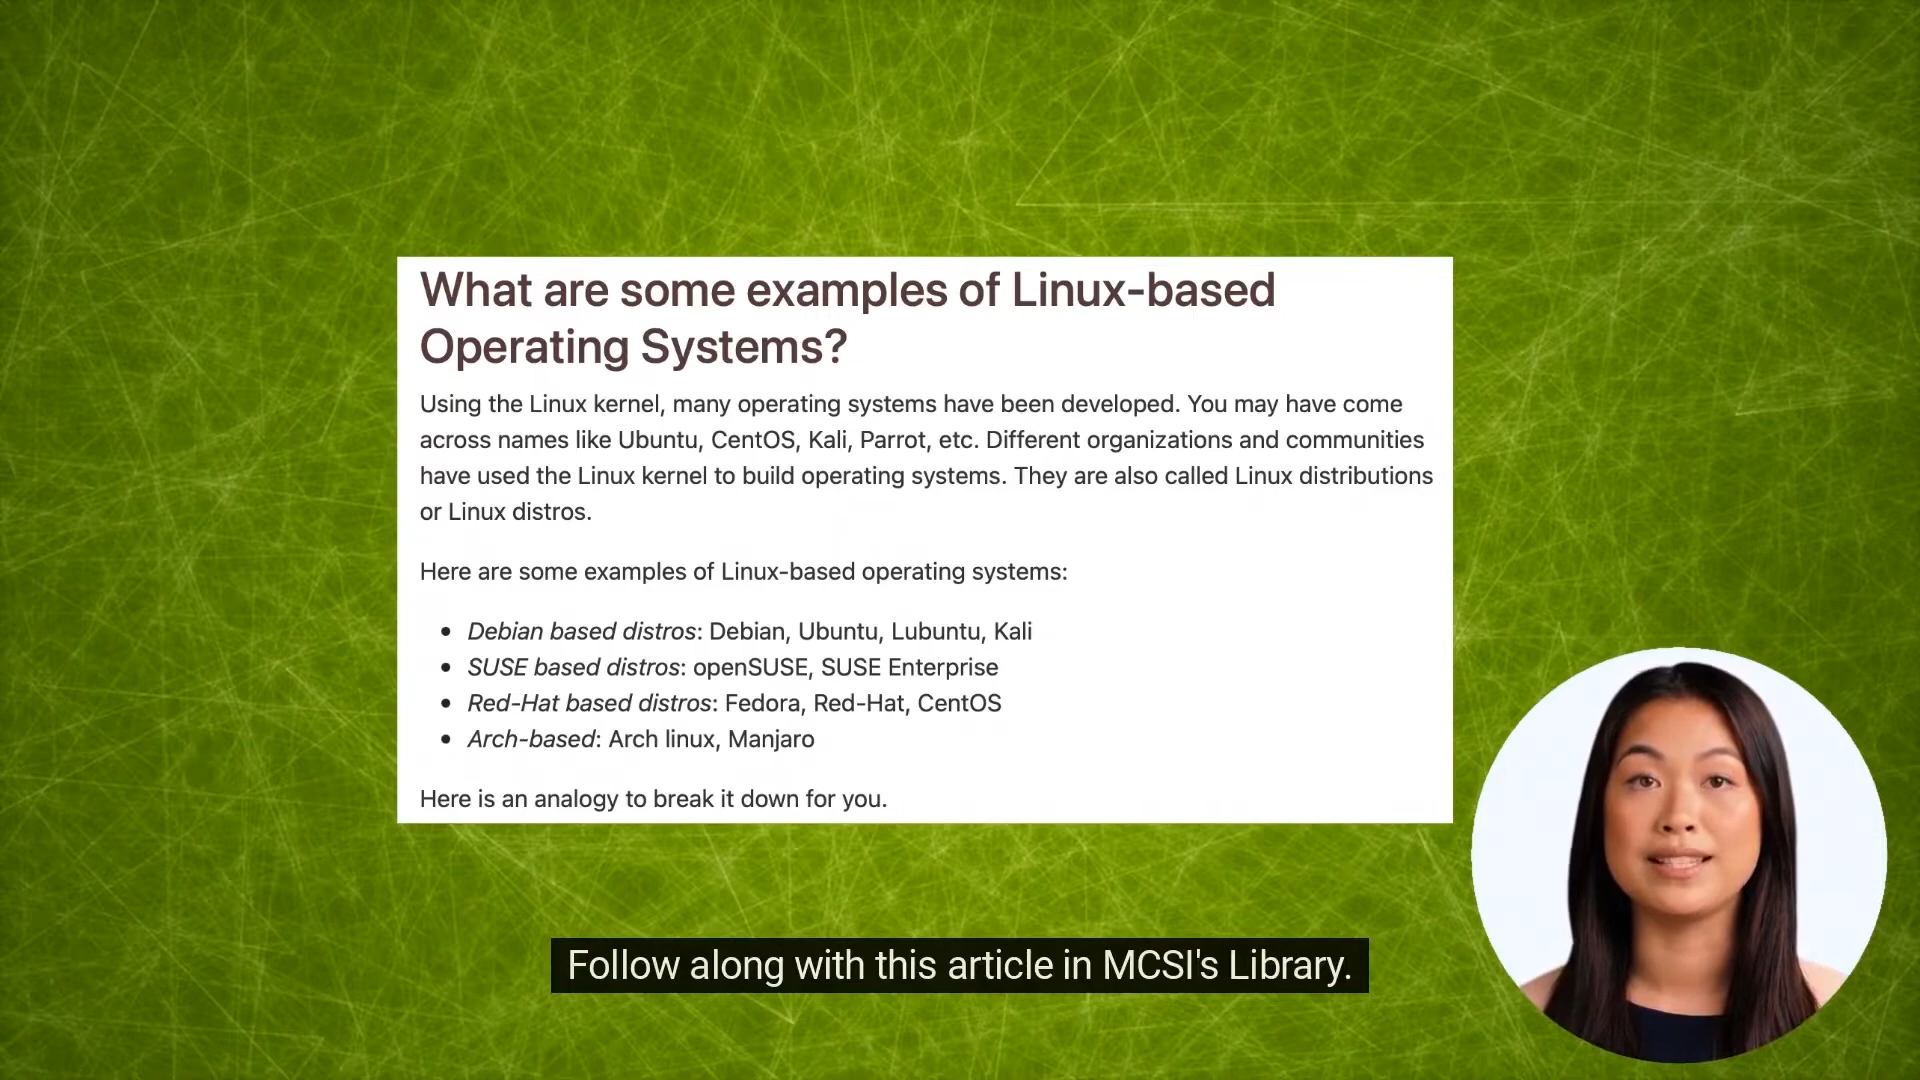 What are some examples of Linux-based
Operating Systems?
Using the Linux kernel, many operating systems have been developed. You may have come
across names like Ubuntu, CentOS, Kali, Parrot, etc. Different organizations and communities
have used the Linux kernel to build operating systems. They are also called Linux distributions
or Linux distros.
Here are some examples of Linux-based operating systems:
• Debian based distros: Debian, Ubuntu, Lubuntu, Kali
• SUSE based distros: openSUSE, SUSE Enterprise
• Red-Hat based distros: Fedora, Red-Hat, CentOS
• Arch-based: Arch linux, Manjaro
Here is an analogy to break it down for you.
Follow along with this article in MCSI's Library.